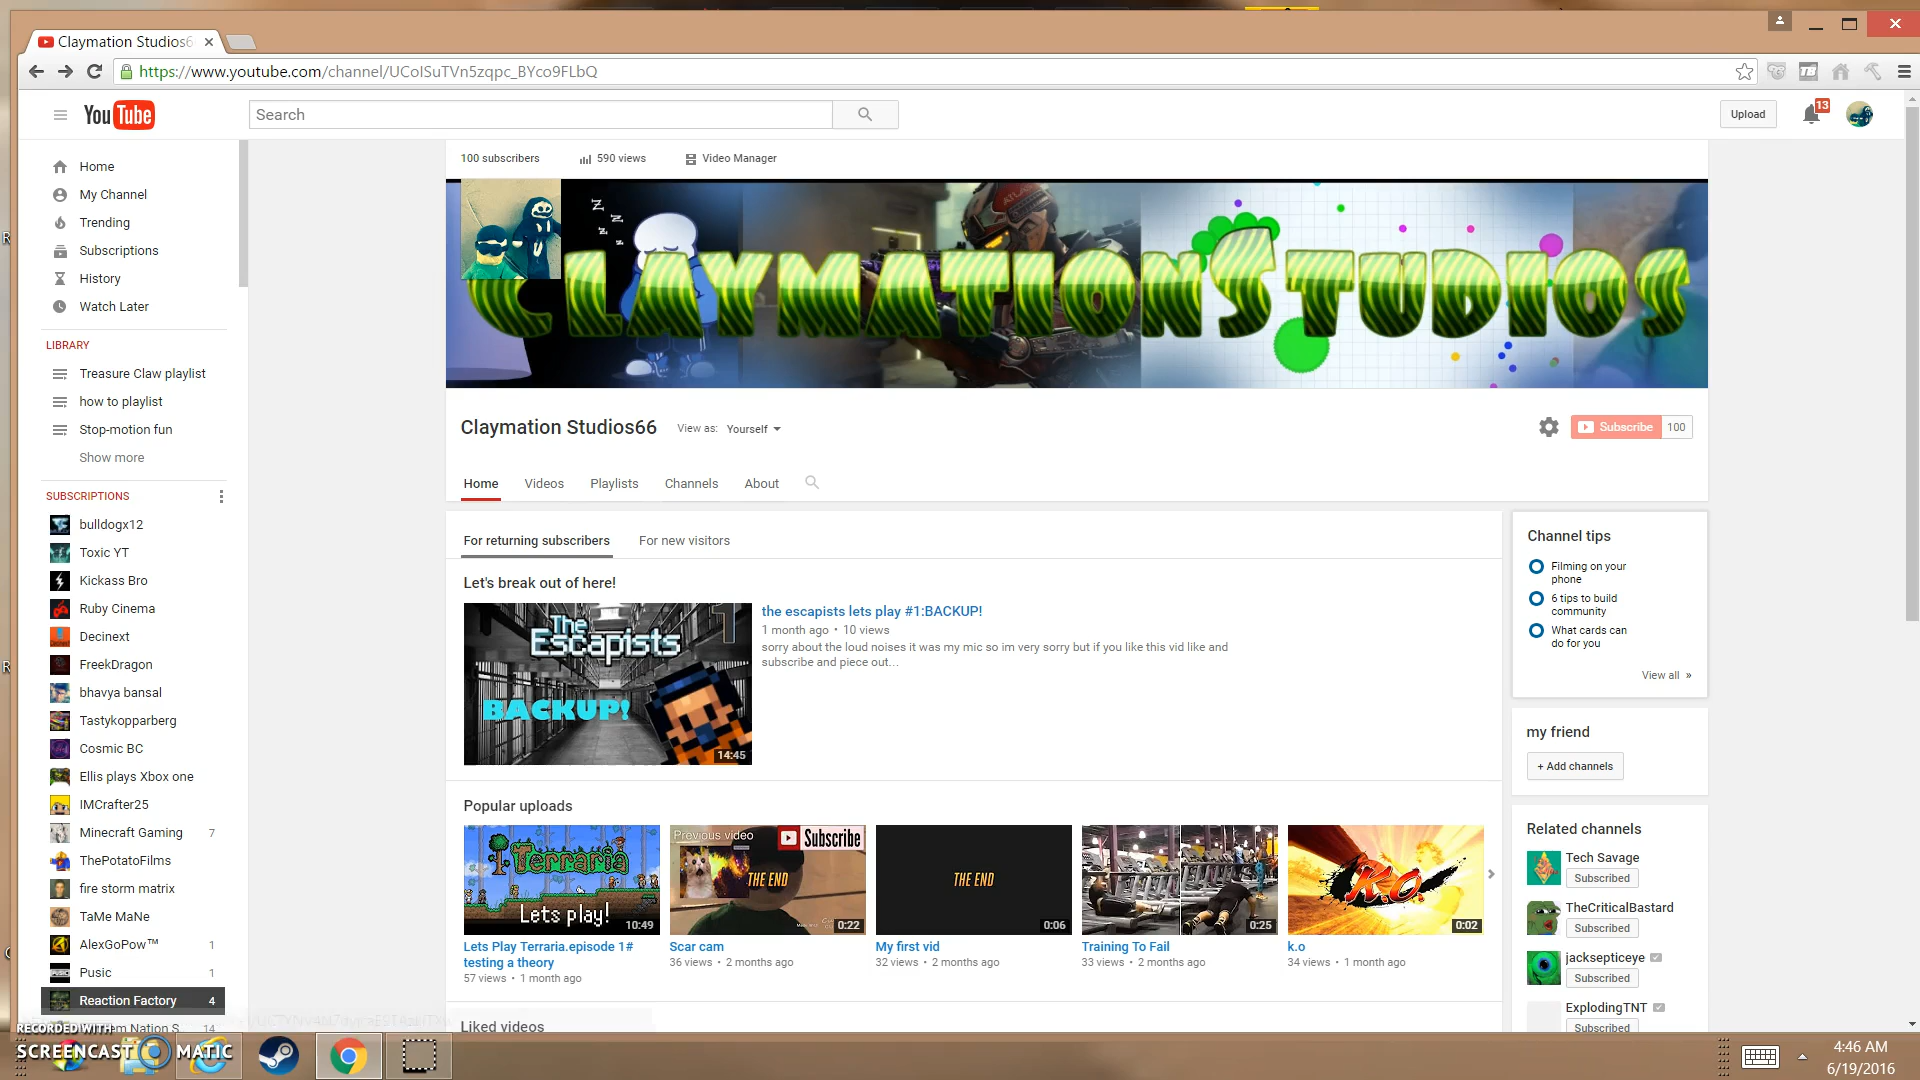 Claymation Studios6
https://www.youtube.com/channel/UCoISuTVn5zqpc_BYco9FLbQ
TB
YouTube
Search
Upload
13
Home
My Channel
Trending
Subscriptions
History
Watch Later
LIBRARY
Treasure Claw playlist
how to playlist
Stop-motion fun
Show more
SUBSCRIPTIONS
bulldogx12
Toxic YT
Kickass Bro
Ruby Cinema
Decinext
FreekDragon
bhavya bansal
Tastykopparberg
Cosmic BC
Ellis plays Xbox one
IMCrafter25
Minecraft Gaming 7
ThePotatoFilms
fire storm matrix
TaMe MaNe
AlexGoPow™ 1
Pusic 1
Reaction Factory 4
em Nation S... 14
100 subscribers
590 views
Video Manager
Z Z Z Z
ATLAS
CLAYMATIONSTUDIOS
Claymation Studios66
View as: Yourself
Subscribe 100
Home Videos Playlists Channels About
For returning subscribers
For new visitors
Let's break out of here!
The Escapists 1
BACKUP!
14:45
the escapists lets play #1:BACKUP!
1 month ago • 10 views
sorry about the loud noises it was my mic so im very sorry but if you like this vid like and
subscribe and piece out...
Popular uploads
Terraria
Lets play!
10:49
Lets Play Terraria.episode 1#
testing a theory
57 views • 1 month ago
Previous video
Subscribe
THE END
0:22
Scar cam
36 views • 2 months ago
THE END
0:06
My first vid
32 views • 2 months ago
0:25
Training To Fail
33 views • 2 months ago
K.O.
0:02
k.o
34 views • 1 month ago
Liked videos
Channel tips
Filming on your
phone
6 tips to build
community
What cards can
do for you
View all »
my friend
+ Add channels
Related channels
Tech Savage
Subscribed
TheCriticalBastard
Subscribed
jacksepticeye
Subscribed
ExplodingTNT
Subscribed
RECORDED WITH
SCREENCAST MATIC
4:46 AM
6/19/2016